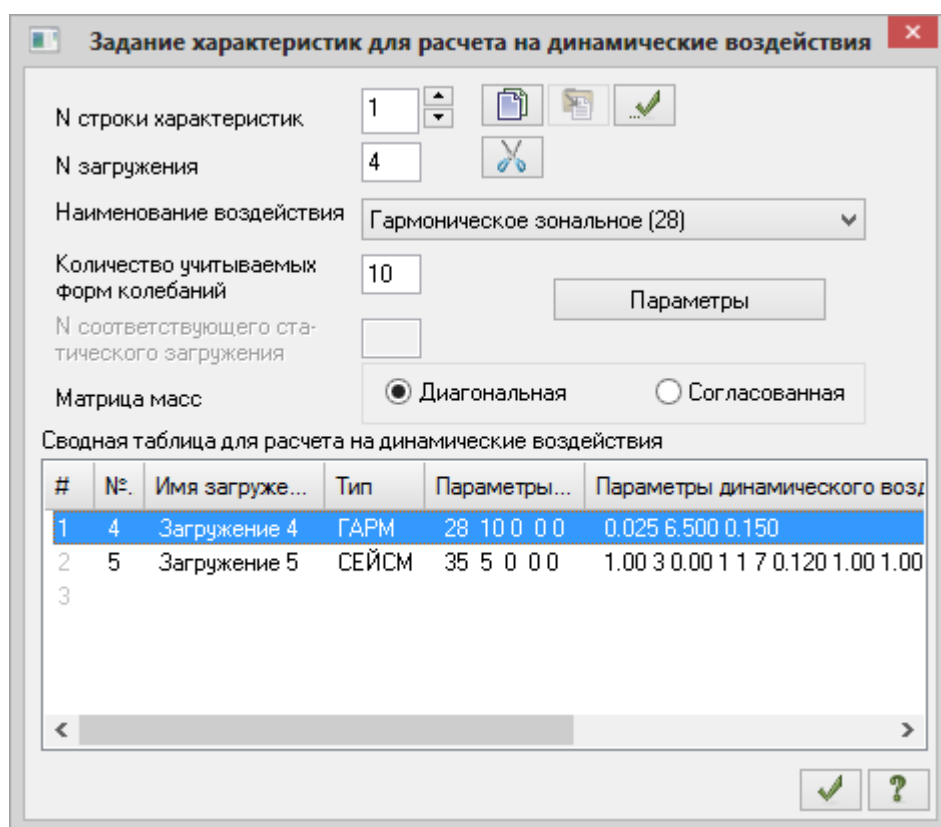 Задание характеристик для расчета на динамические воздействия
N строки характеристик 1
N загружения 4
Наименование воздействия Гармоническое зональное (28)
Количество учитываемых
форм колебаний 10
Параметры
N соответствующего ста-
тического загружения
Матрица масс Диагональная Согласованная
Сводная таблица для расчета на динамические воздействия
# №. Имя загруже... Тип Параметры... Параметры динамического возд
1 4 Загружение 4 ГАРМ 28 10 0 0 0 0.025 6.500 0.150
2 5 Загружение 5 СЕЙСМ 35 5 0 0 0 1.00 3 0.00 1 1 7 0.120 1.00 1.00
3